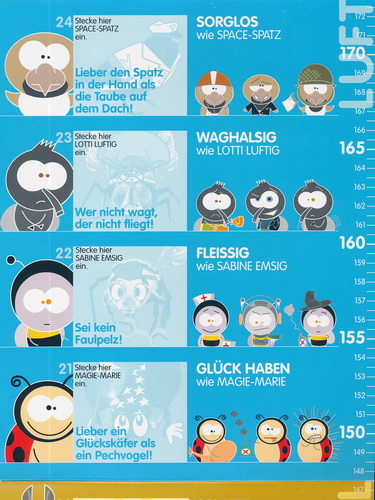 24
Stecke hier
SPACE-SPATZ
ein.
Lieber den Spatz
in der Hand als
die Taube auf
dem Dach!
SORGLOS
wie SPACE-SPATZ
23
Stecke hier
LOTTI LUFTIG
ein.
Wer nicht wagt,
der nicht fliegt!
WAGHALSIG
wie LOTTI LUFTIG
22
Stecke hier
SABINE EMSIG
ein.
Sei kein
Faulpelz!
FLEISSIG
wie SABINE EMSIG
21
Stecke hier
MAGIE-MARIE
ein.
Lieber ein
Glückskäfer als
ein Pechvogel!
GLÜCK HABEN
wie MAGIE-MARIE
LUFT
172
171
170
169
168
167
166
165
164
163
162
161
160
159
158
157
156
155
154
153
152
151
150
149
148
147